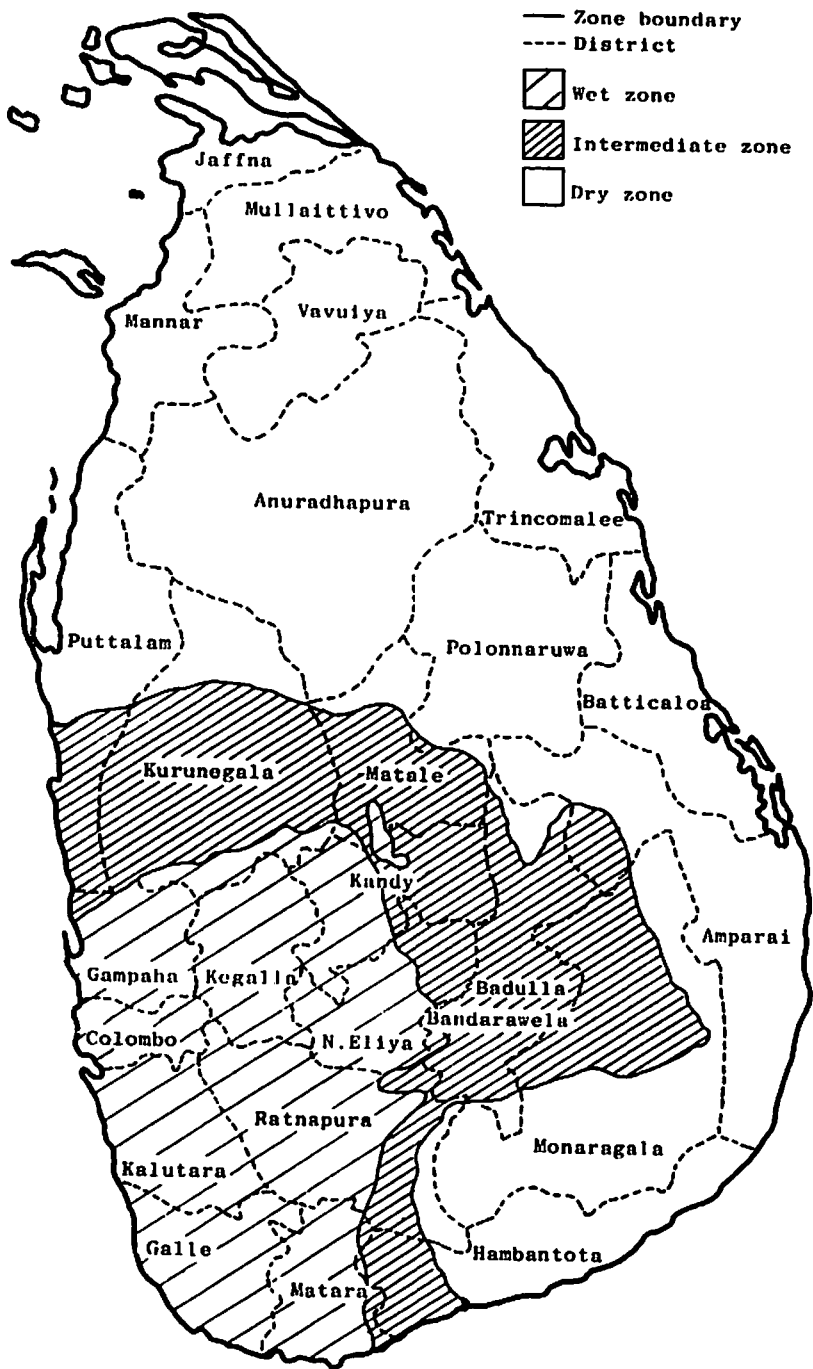 Zone boundary
District
Wet zone
Intermediate zone
Dry zone
Jaffna
Mullaittivo
Mannar
Vavuiya
Anuradhapura
Trincomalee
Puttalam
Polonnaruwa
Batticaloa
Kurunegala
Matale
Kandy
Amparai
Gampaha
Kegalla
Badulla
Bandarawela
Colombo
N.Eliya
Ratnapura
Monaragala
Kalutara
Galle
Hambantota
Matara